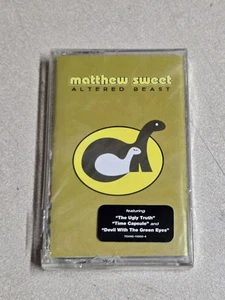 matthew sweet
ALTERED BEAST
featuring:
"The Ugly Truth"
"Time Capsule" and
"Devil With The Green Eyes"